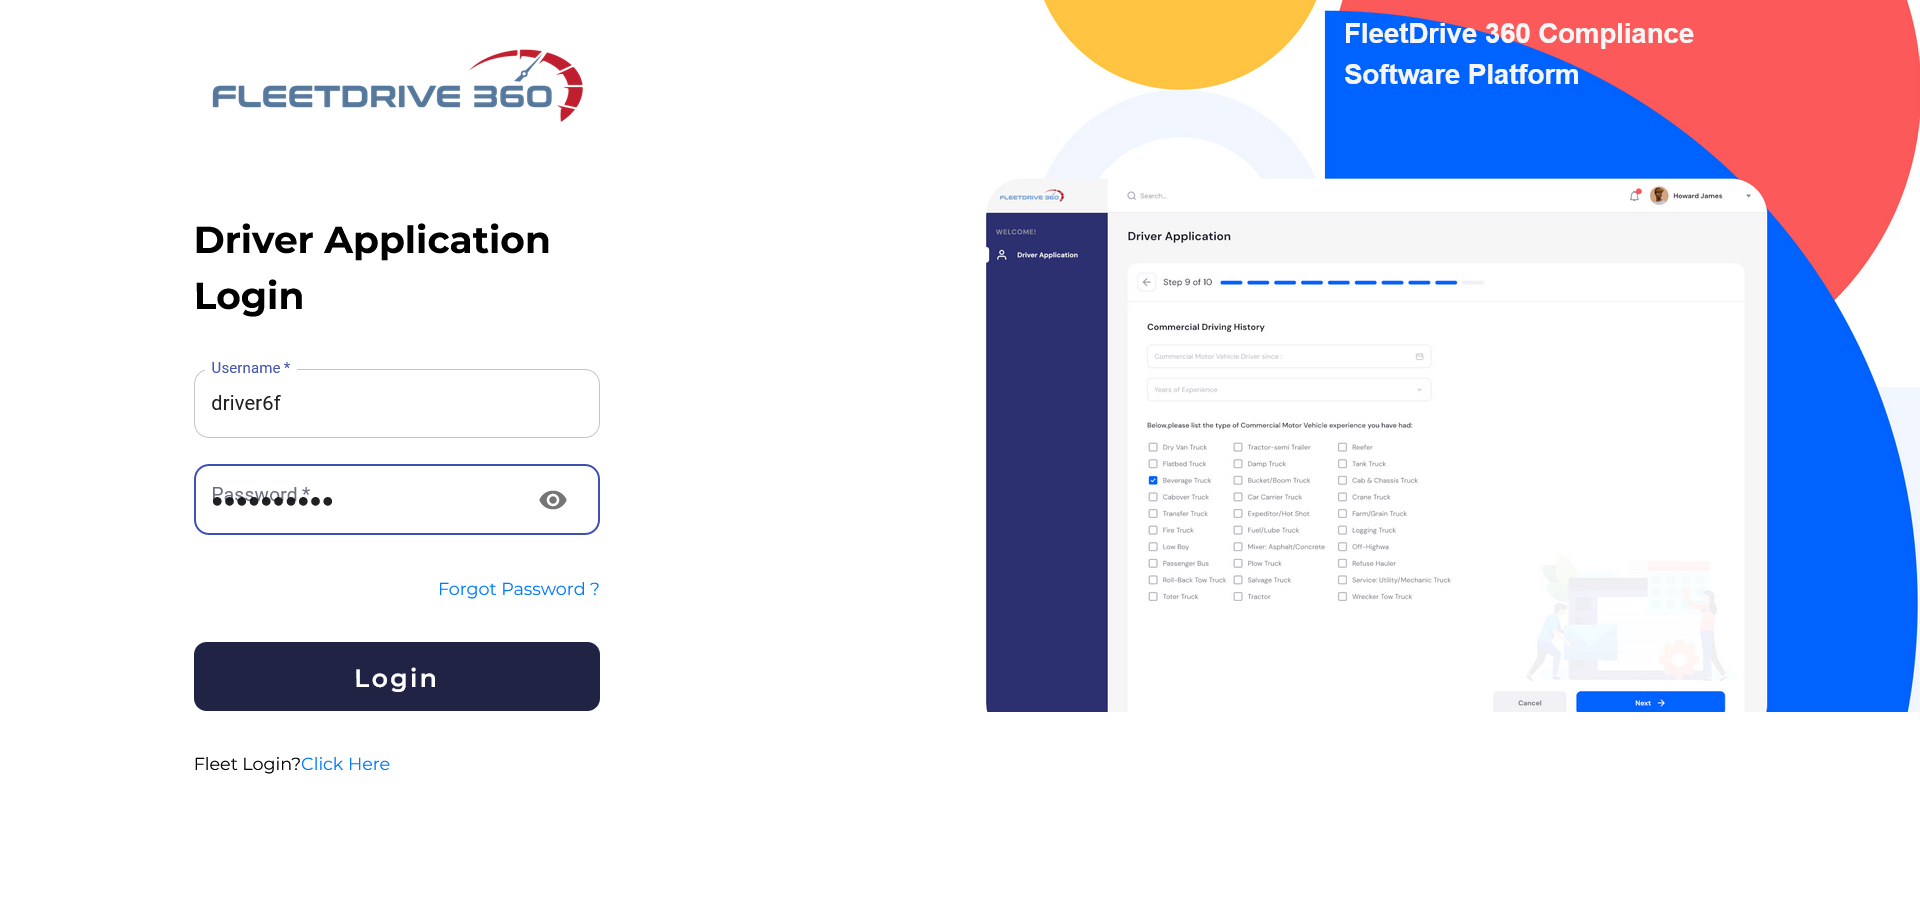 FLEETDRIVE 360
Driver Application
Login
Username *
driver6f
Password *
••••••••••
Forgot Password ?
Login
Fleet Login?Click Here
FleetDrive 360 Compliance
Software Platform
FLEETDRIVE 360
Search...
Howard James
WELCOME!
Driver Application
Driver Application
Step 9 of 10
Commercial Driving History
Commercial Motor Vehicle Driver since :
Years of Experience
Below,please list the type of Commercial Motor Vehicle experience you have had:
Dry Van Truck Tractor-semi Trailer Reefer
Flatbed Truck Damp Truck Tank Truck
Beverage Truck Bucket/Boom Truck Cab & Chassis Truck
Cabover Truck Car Carrier Truck Crane Truck
Transfer Truck Expeditor/Hot Shot Farm/Grain Truck
Fire Truck Fuel/Lube Truck Logging Truck
Low Boy Mixer: Asphalt/Concrete Off-Highwa
Passenger Bus Plow Truck Refuse Hauler
Roll-Back Tow Truck Salvage Truck Service: Utility/Mechanic Truck
Toter Truck Tractor Wrecker Tow Truck
Cancel Next